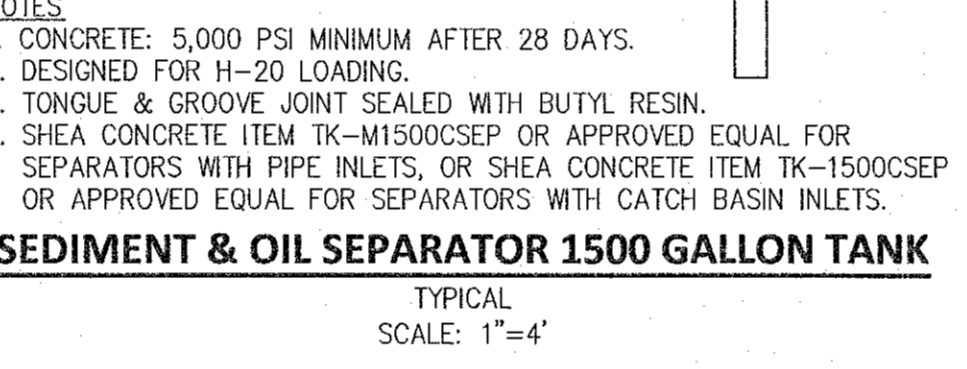 NOTES
. CONCRETE: 5,000 PSI MINIMUM AFTER 28 DAYS.
. DESIGNED FOR H-20 LOADING.
. TONGUE & GROOVE JOINT SEALED WITH BUTYL RESIN.
. SHEA CONCRETE ITEM TK-M1500CSEP OR APPROVED EQUAL FOR
SEPARATORS WITH PIPE INLETS, OR SHEA CONCRETE ITEM TK-1500CSEP
OR APPROVED EQUAL FOR SEPARATORS WITH CATCH BASIN INLETS.
SEDIMENT & OIL SEPARATOR 1500 GALLON TANK
TYPICAL
SCALE: 1"=4'